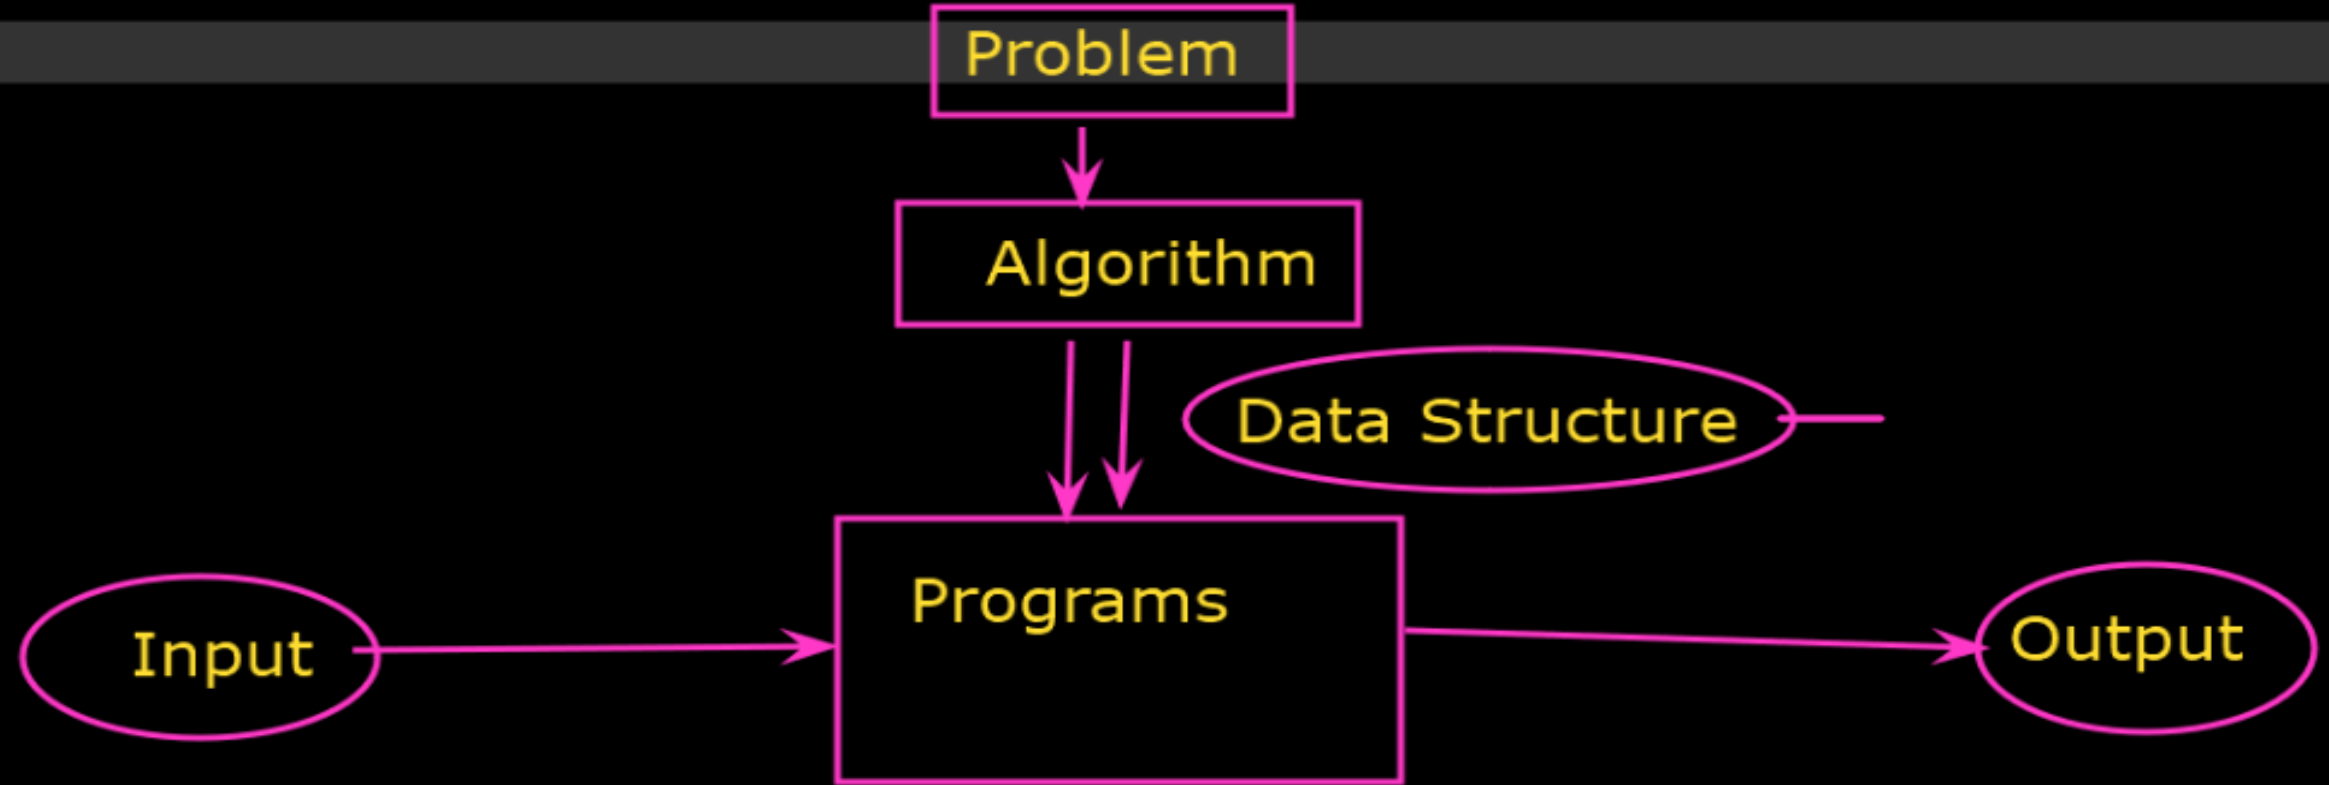 Problem
Algorithm
Data Structure
Programs
Input
Output